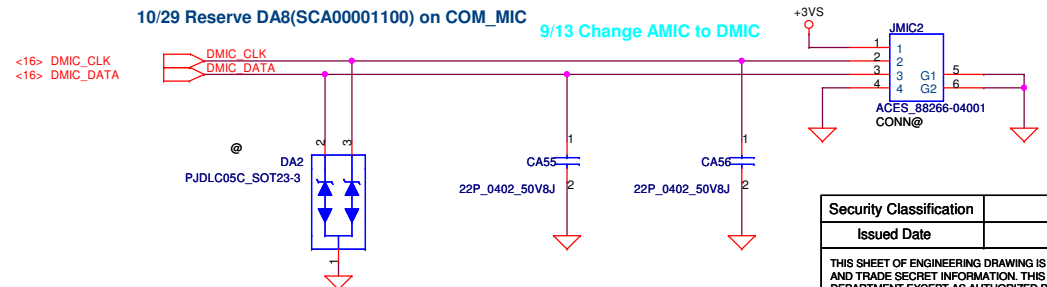 10/29 Reserve DA8(SCA00001100) on COM_MIC
9/13 Change AMIC to DMIC
+3VS
JMIC2
<16> DMIC_CLK
DMIC_CLK
<16> DMIC_DATA
DMIC_DATA
1 1
2 2
3 3 G1 5
4 4 G2 6
ACES_88266-04001
CONN@
@
2 3
DA2
PJDLC05C_SOT23-3
1
1
CA55
2
22P_0402_50V8J
1
CA56
2
22P_0402_50V8J
Security Classification
Issued Date
THIS SHEET OF ENGINEERING DRAWING IS
AND TRADE SECRET INFORMATION. THIS